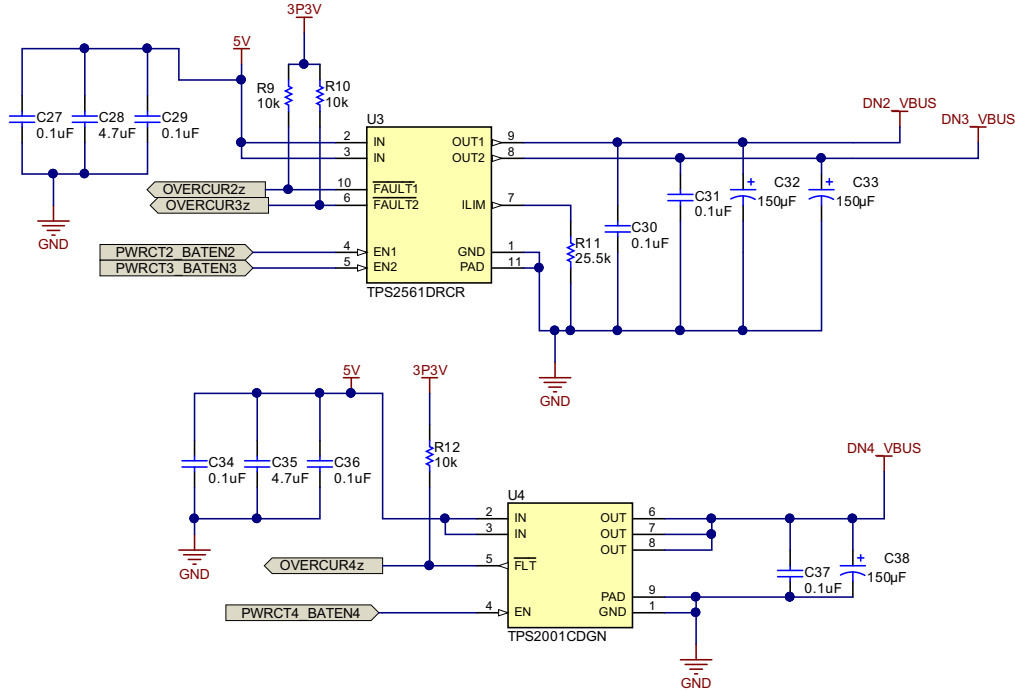 3P3V
5V
DN2_VBUS
DN3_VBUS
R9
10k
R10
10k
C27
0.1uF
C28
4.7uF
C29
0.1uF
U3
2
IN
3
IN
10
FAULT1
6
FAULT2
4
EN1
5
EN2
OUT1
9
OUT2
8
ILIM
7
GND
1
PAD
11
TPS2561DRCR
OVERCUR2z
OVERCUR3z
PWRCT2_BATEN2
PWRCT3_BATEN3
GND
R11
25.5k
C30
0.1uF
C31
0.1uF
C32
+
150µF
C33
+
150µF
GND
5V
3P3V
R12
10k
C34
0.1uF
C35
4.7uF
C36
0.1uF
GND
DN4_VBUS
U4
2
IN
3
IN
5
FLT
4
EN
OUT
6
OUT
7
OUT
8
PAD
9
GND
1
TPS2001CDGN
OVERCUR4z
PWRCT4_BATEN4
C37
0.1uF
C38
+
150µF
GND